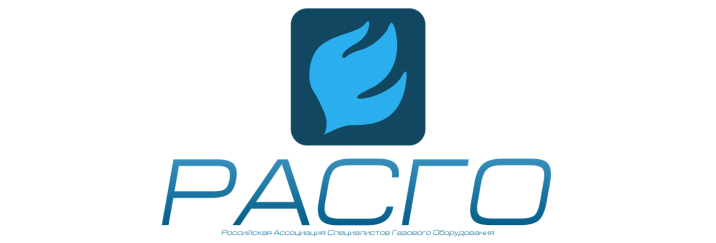 РАСГО
Российская Ассоциация Специалистов Газового Оборудования